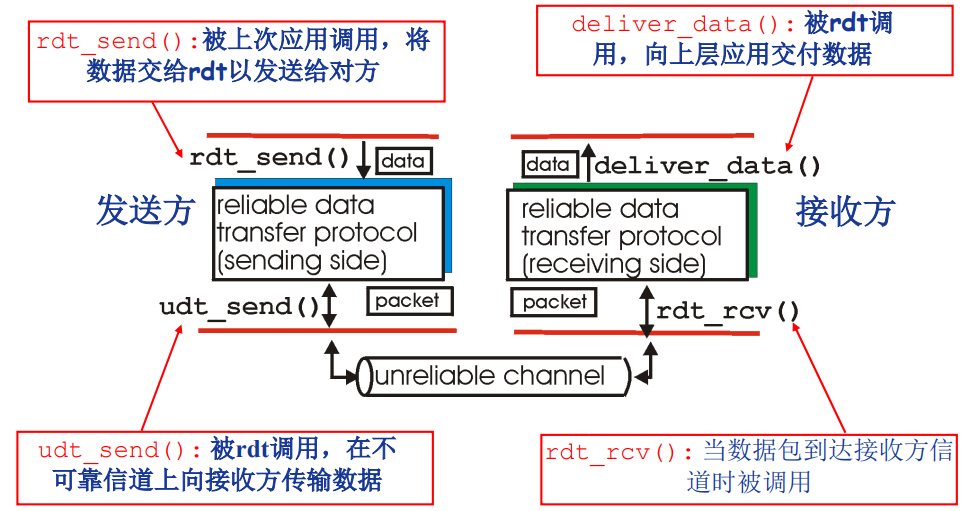 rdt_send():被上次应用调用，将
数据交给rdt以发送给对方
deliver_data():被rdt调
用，向上层应用交付数据
rdt_send()
data
data
deliver_data()
发送方
reliable data
transfer protocol
(sending side)
reliable data
transfer protocol
(receiving side)
接收方
udt_send()
packet
packet
rdt_rcv()
unreliable channel
udt_send():被rdt调用，在不
可靠信道上向接收方传输数据
rdt_rcv():当数据包到达接收方信
道时被调用